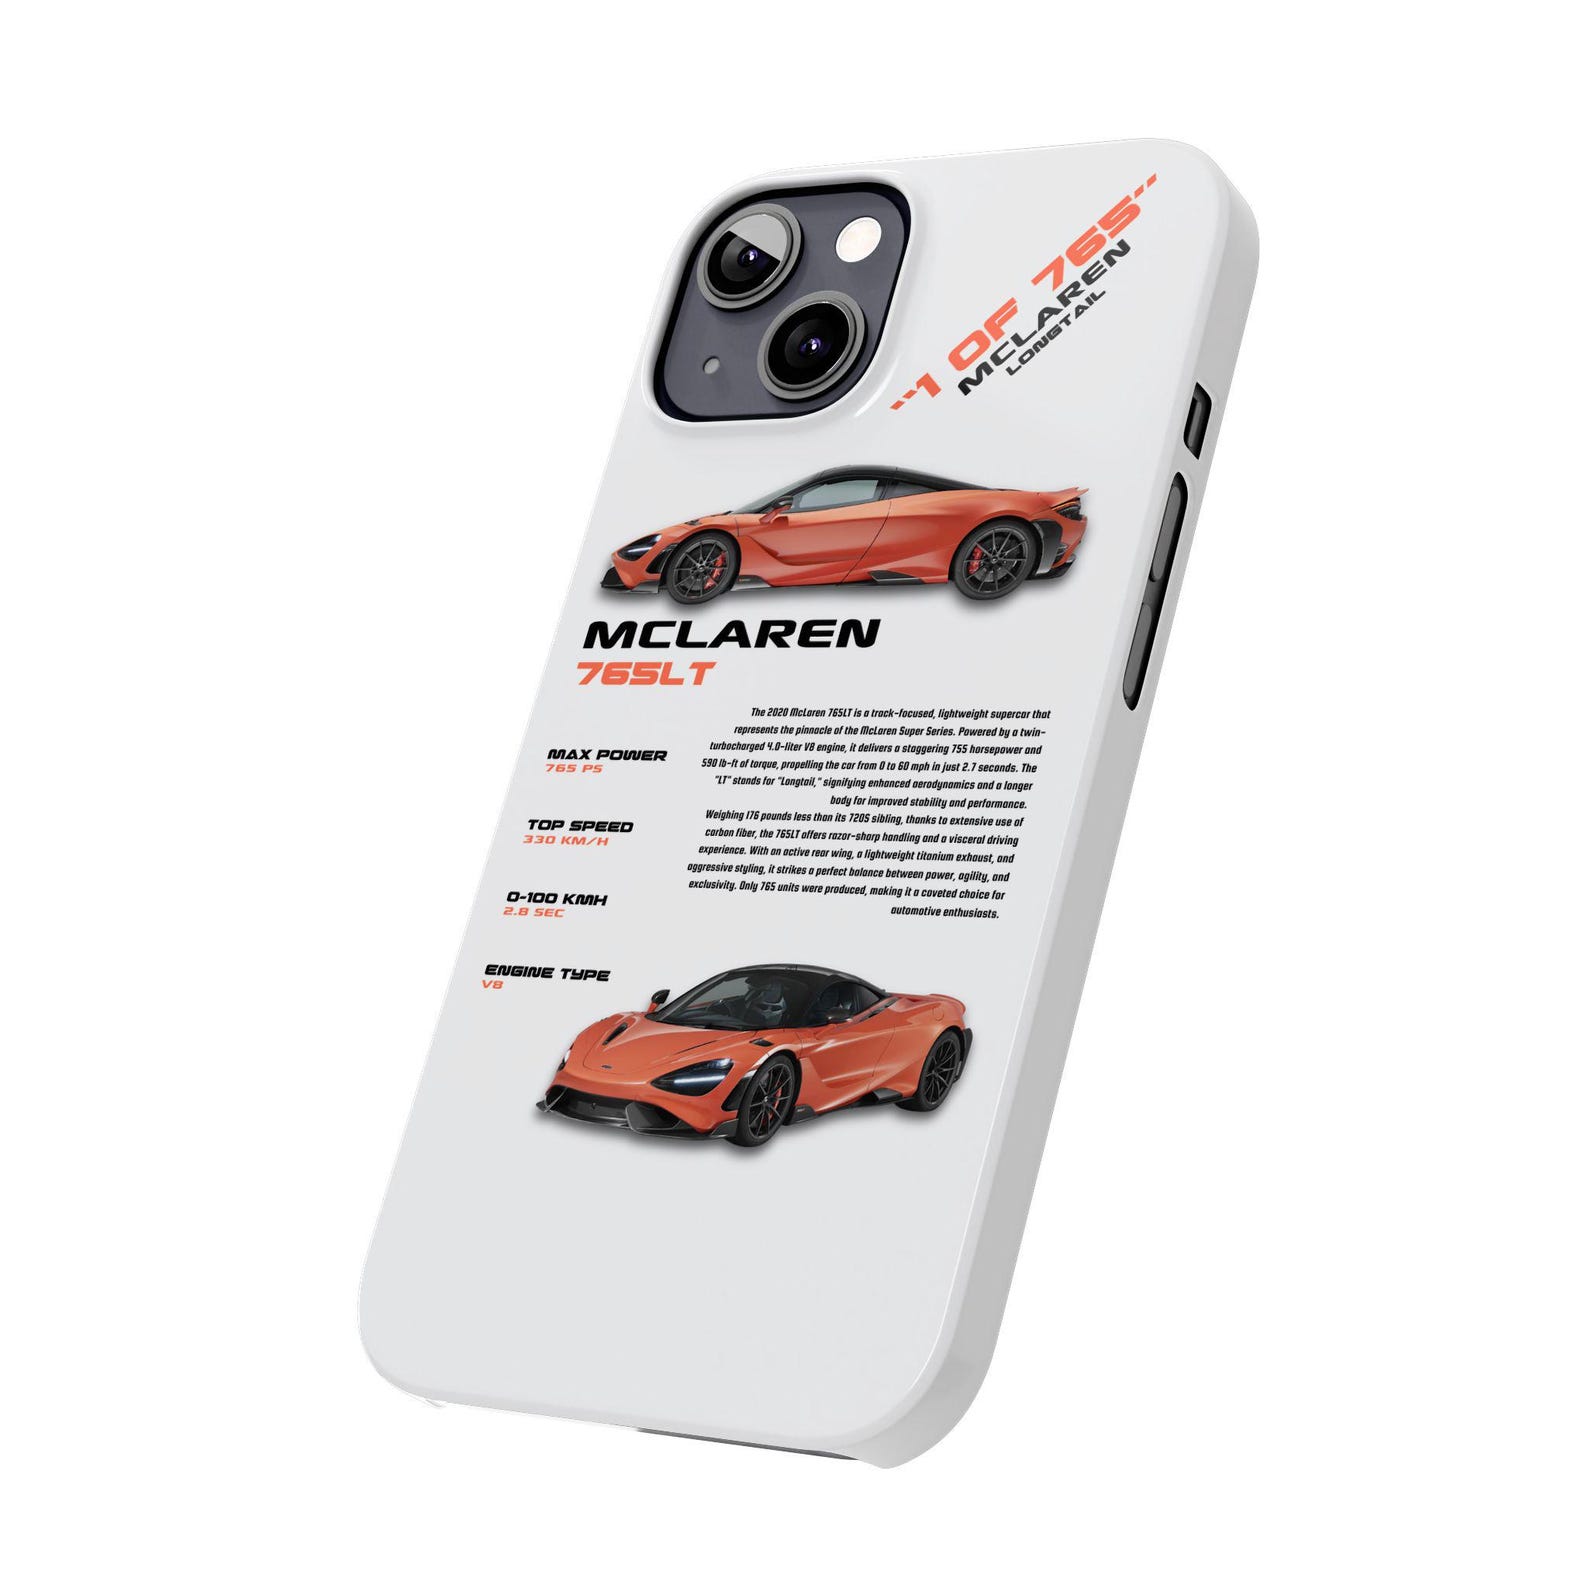 "1 OF 765"
MCLAREN
LONGTAIL
MCLAREN
765LT
The 2020 McLaren 765LT is a track-focused, lightweight supercar that
represents the pinnacle of the McLaren Super Series. Powered by a twin-
turbocharged 4.0-liter V8 engine, it delivers a staggering 755 horsepower and
590 lb-ft of torque, propelling the car from 0 to 60 mph in just 2.7 seconds. The
"LT" stands for "Longtail," signifying enhanced aerodynamics and a longer
body for improved stability and performance.
Weighing 176 pounds less than its 720S sibling, thanks to extensive use of
carbon fiber, the 765LT offers razor-sharp handling and a visceral driving
experience. With an active rear wing, a lightweight titanium exhaust, and
aggressive styling, it strikes a perfect balance between power, agility, and
exclusivity. Only 765 units were produced, making it a coveted choice for
automotive enthusiasts.
MAX POWER
765 PS
TOP SPEED
330 KM/H
0-100 KMH
2.8 SEC
ENGINE TYPE
V8